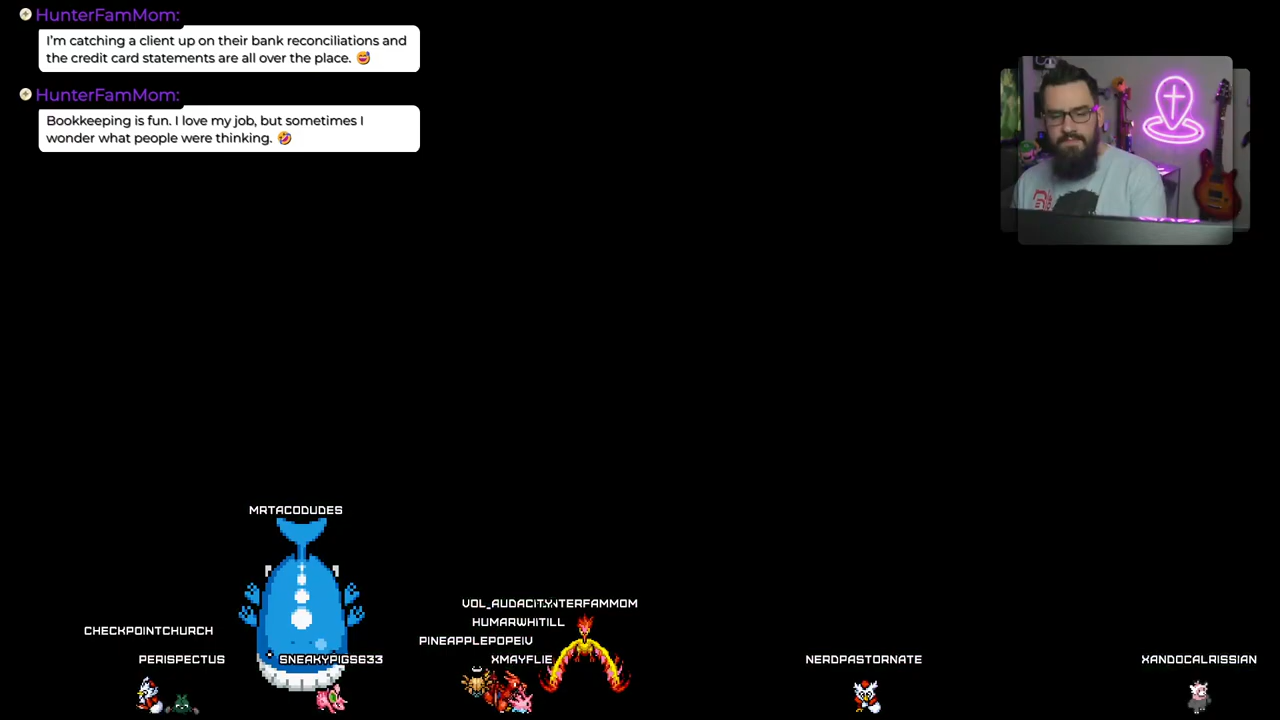 HunterFamMom:
I'm catching a client up on their bank reconciliations and
the credit card statements are all over the place. 😅
HunterFamMom:
Bookkeeping is fun. I love my job, but sometimes I
wonder what people were thinking. 🤣
MRTACODUDES
VOL_AUDACITY
HUMARWHITILL
CHECKPOINTCHURCH
PINEAPPLEPOPEIV
PERISPECTUS
SNEAKYPIGS633
XMAYFLIE
NERDPASTORNATE
XANDOCALRISSIAN